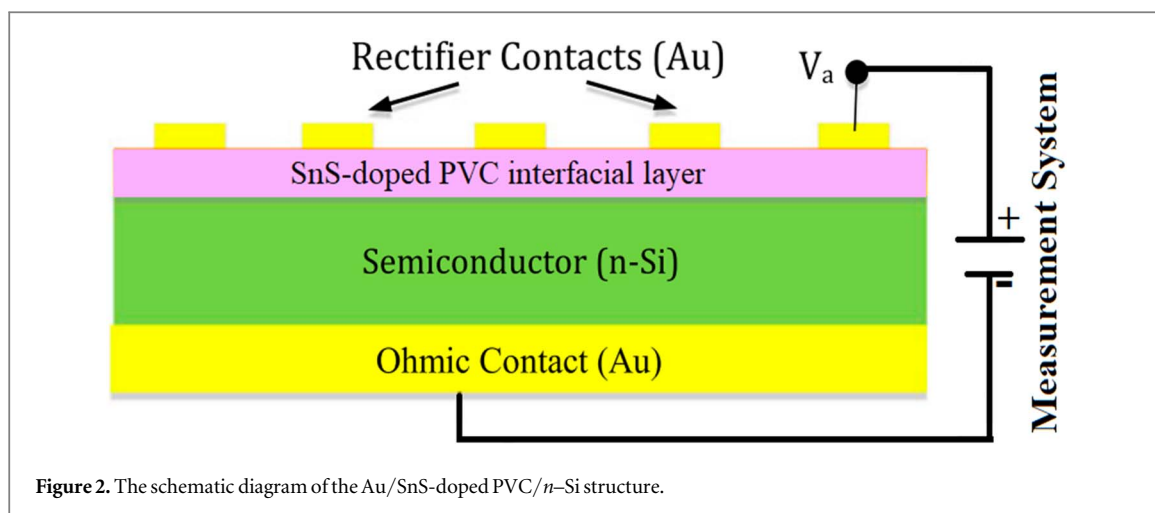 Rectifier Contacts (Au)
Va
SnS-doped PVC interfacial layer
Semiconductor (n-Si)
Ohmic Contact (Au)
+
-
Measurement System
Figure 2. The schematic diagram of the Au/SnS-doped PVC/n–Si structure.